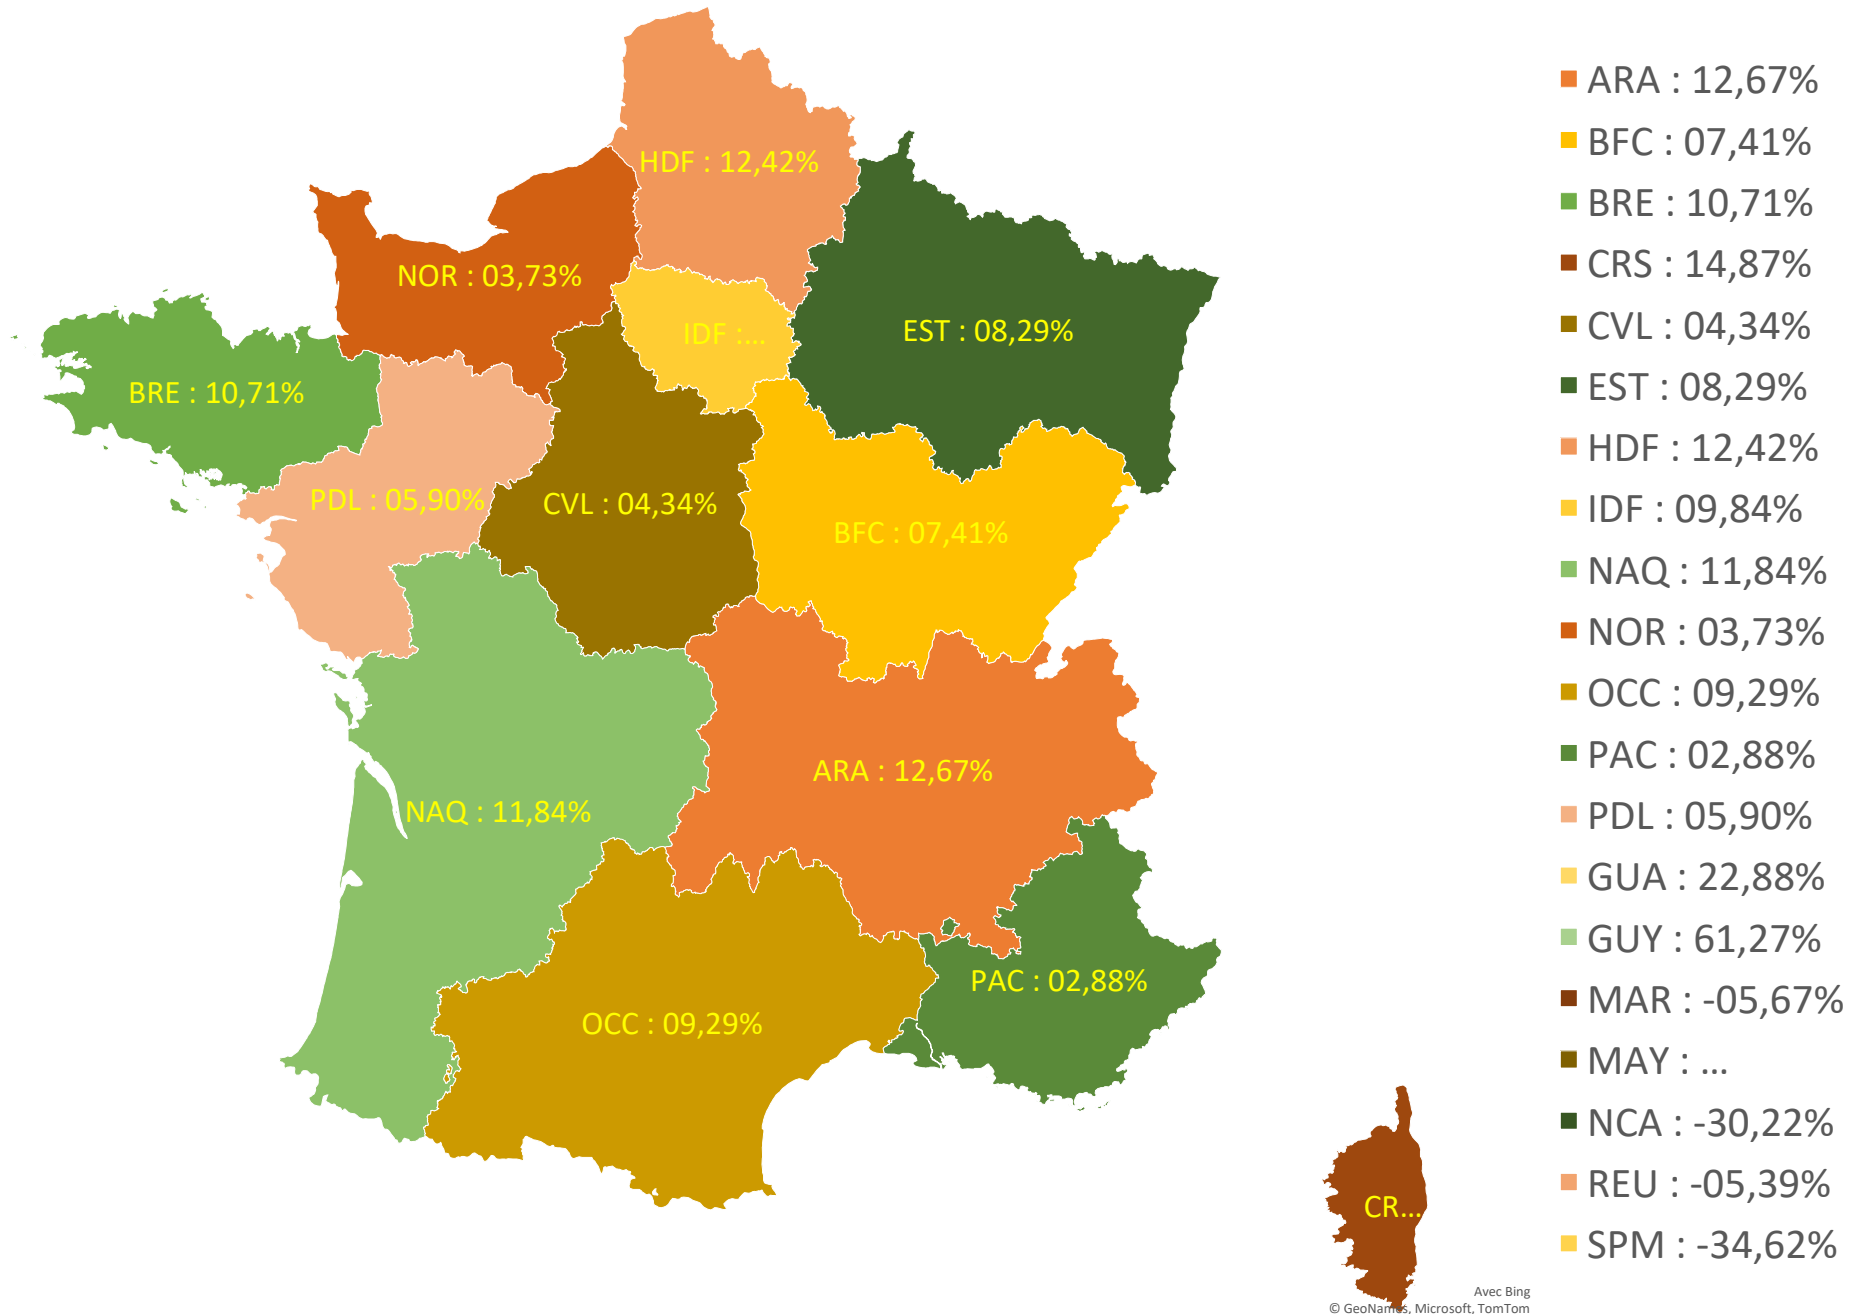 HDF : 12,42%
NOR : 03,73%
IDF :...
EST : 08,29%
BRE : 10,71%
PDL : 05,90%
CVL : 04,34%
BFC : 07,41%
ARA : 12,67%
NAQ : 11,84%
PAC : 02,88%
OCC : 09,29%
CR...
ARA : 12,67%
BFC : 07,41%
BRE : 10,71%
CRS : 14,87%
CVL : 04,34%
EST : 08,29%
HDF : 12,42%
IDF : 09,84%
NAQ : 11,84%
NOR : 03,73%
OCC : 09,29%
PAC : 02,88%
PDL : 05,90%
GUA : 22,88%
GUY : 61,27%
MAR : -05,67%
MAY : ...
NCA : -30,22%
REU : -05,39%
SPM : -34,62%
Avec Bing
© GeoNames, Microsoft, TomTom